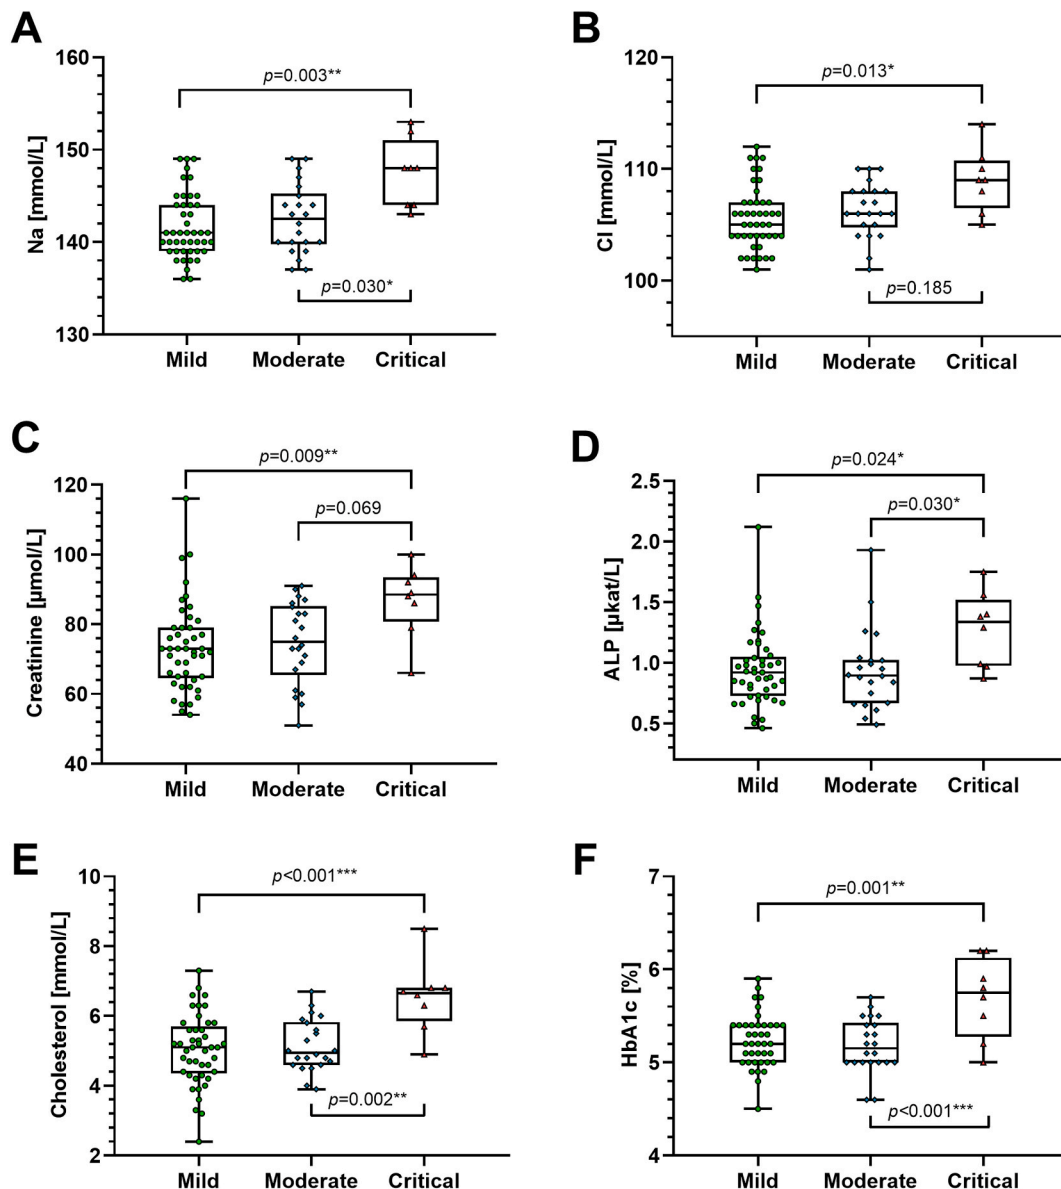 A
B
160
150
140
130
Na [mmol/L]
p=0.003**
p=0.030*
Mild
Moderate
Critical
120
110
100
Cl [mmol/L]
p=0.013*
p=0.185
Mild
Moderate
Critical
C
D
120
100
80
60
40
Creatinine [µmol/L]
p=0.009**
p=0.069
Mild
Moderate
Critical
2.5
2.0
1.5
1.0
0.5
ALP [µkat/L]
p=0.024*
p=0.030*
Mild
Moderate
Critical
E
F
10
8
6
4
2
Cholesterol [mmol/L]
p<0.001***
p=0.002**
Mild
Moderate
Critical
7
6
5
4
HbA1c [%]
p=0.001**
p<0.001***
Mild
Moderate
Critical